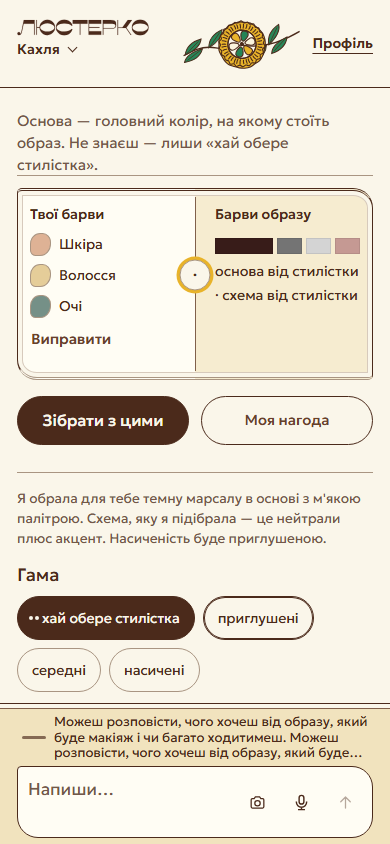 ЛЮСТЕРКО
Кахля
Профіль
Основа — головний колір, на якому стоїть
образ. Не знаєш — лиши «хай обере
стилістка».
Твої барви
Шкіра
Волосся
Очі
Виправити
Барви образу
основа від стилістки
· схема від стилістки
Зібрати з цими
Моя нагода
Я обрала для тебе темну марсалу в основі з м'якою
палітрою. Схема, яку я підібрала — це нейтрали
плюс акцент. Насиченість буде приглушеною.
Гама
•• хай обере стилістка
приглушені
середні
насичені
Можеш розповісти, чого хочеш від образу, який
буде макіяж і чи багато ходитимеш. Можеш
розповісти, чого хочеш від образу, який буде…
Напиши…